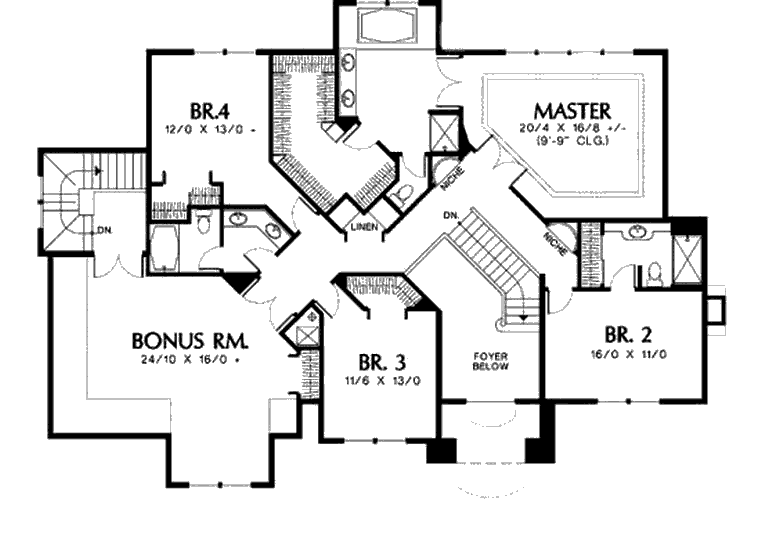 BR.4
12/0 X 13/0 -
MASTER
20/4 X 16/8 +/-
(9'-9" CLG.)
NICHE
LINEN
DN.
NICHE
DN.
BONUS RM.
24/10 X 16/0 +
BR. 3
11/6 X 13/0
FOYER
BELOW
BR. 2
16/0 X 11/0